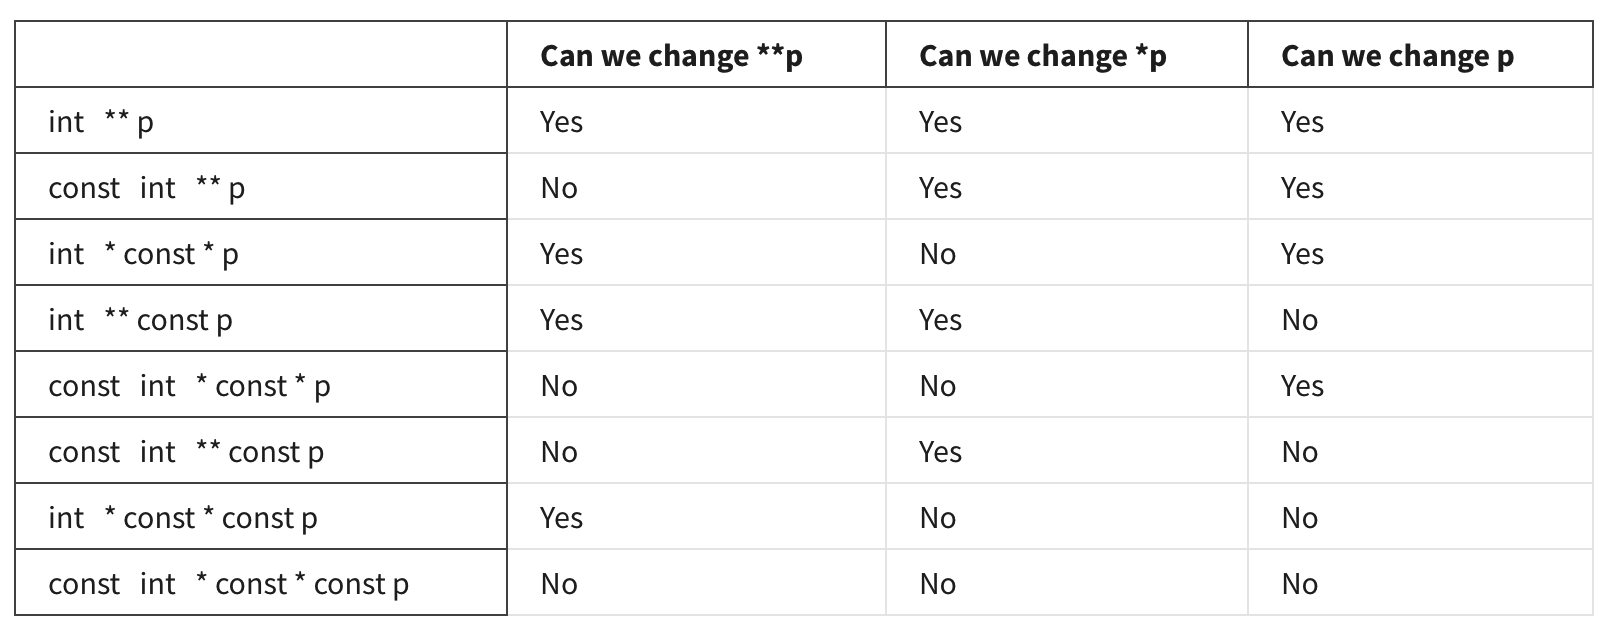 Can we change **p Can we change *p Can we change p
int ** p Yes Yes Yes
const int ** p No Yes Yes
int * const * p Yes No Yes
int ** const p Yes Yes No
const int * const * p No No Yes
const int ** const p No Yes No
int * const * const p Yes No No
const int * const * const p No No No